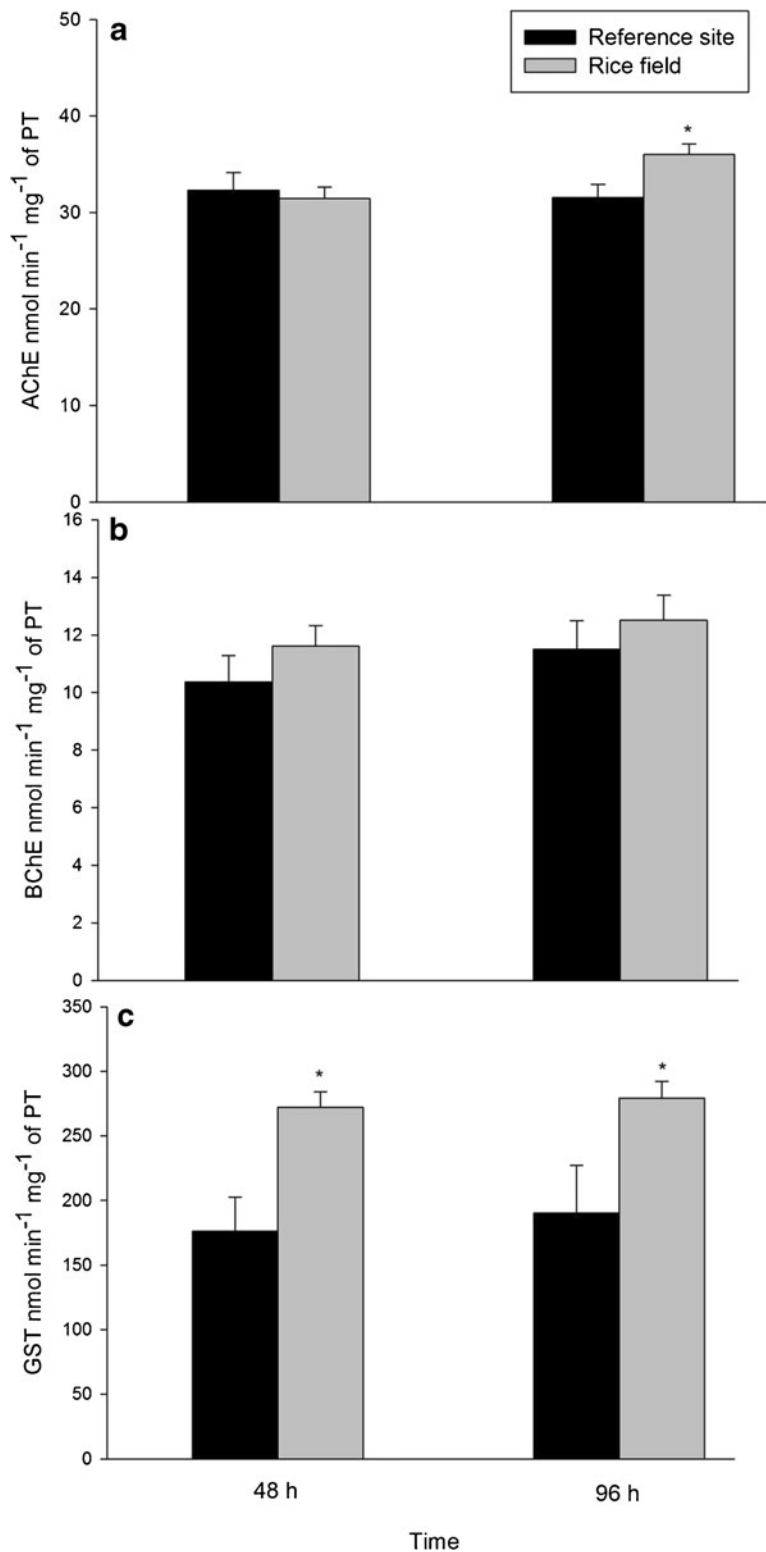 a
Reference site
Rice field
50
40
30
20
10
0
*
AChE nmol min⁻¹ mg⁻¹ of PT
b
16
14
12
10
8
6
4
2
0
BChE nmol min⁻¹ mg⁻¹ of PT
c
350
300
250
200
150
100
50
0
*
*
GST nmol min⁻¹ mg⁻¹ of PT
48 h
96 h
Time